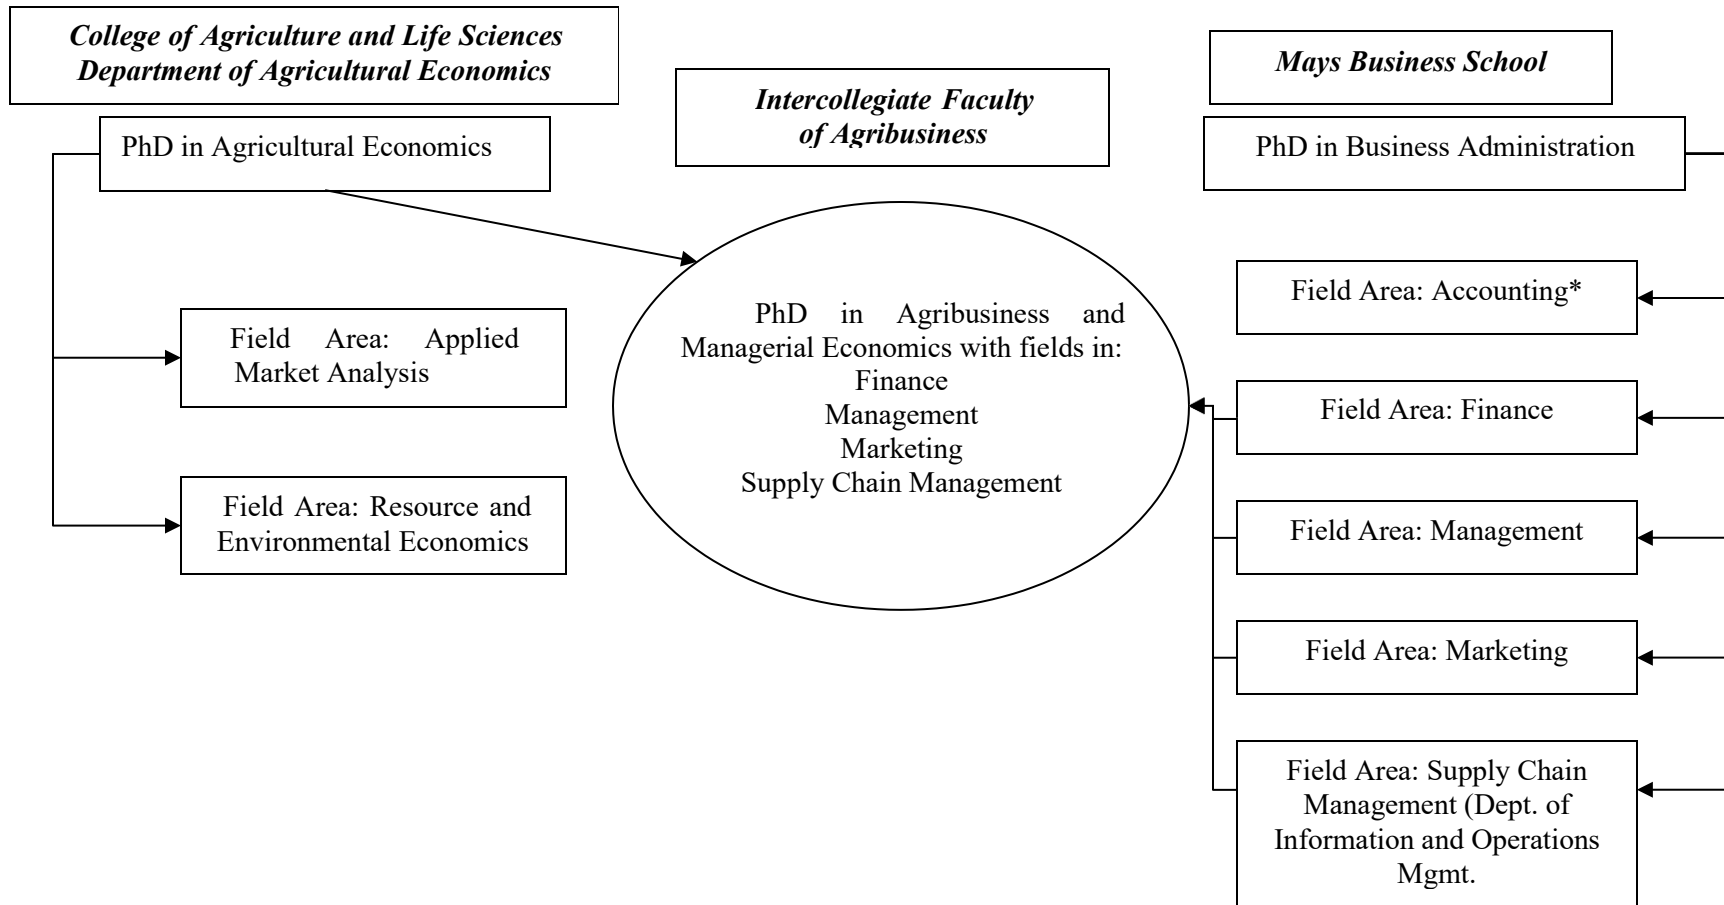 College of Agriculture and Life Sciences
Department of Agricultural Economics
PhD in Agricultural Economics
Field Area: Applied
Market Analysis
Field Area: Resource and
Environmental Economics
Intercollegiate Faculty
of Agribusiness
PhD in Agribusiness and
Managerial Economics with fields in:
Finance
Management
Marketing
Supply Chain Management
Mays Business School
PhD in Business Administration
Field Area: Accounting*
Field Area: Finance
Field Area: Management
Field Area: Marketing
Field Area: Supply Chain
Management (Dept. of
Information and Operations
Mgmt.